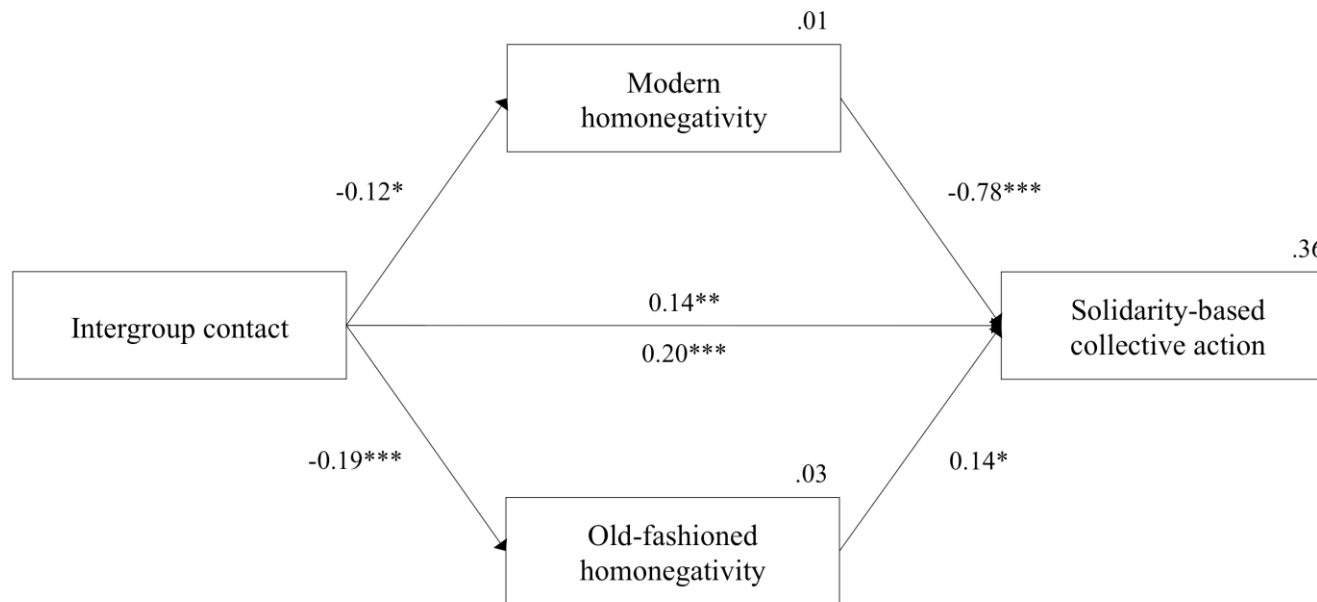 .01
Modern
homonegativity
-0.12*
-0.78***
.36
Intergroup contact
0.14**
0.20***
Solidarity-based
collective action
-0.19***
0.14*
.03
Old-fashioned
homonegativity